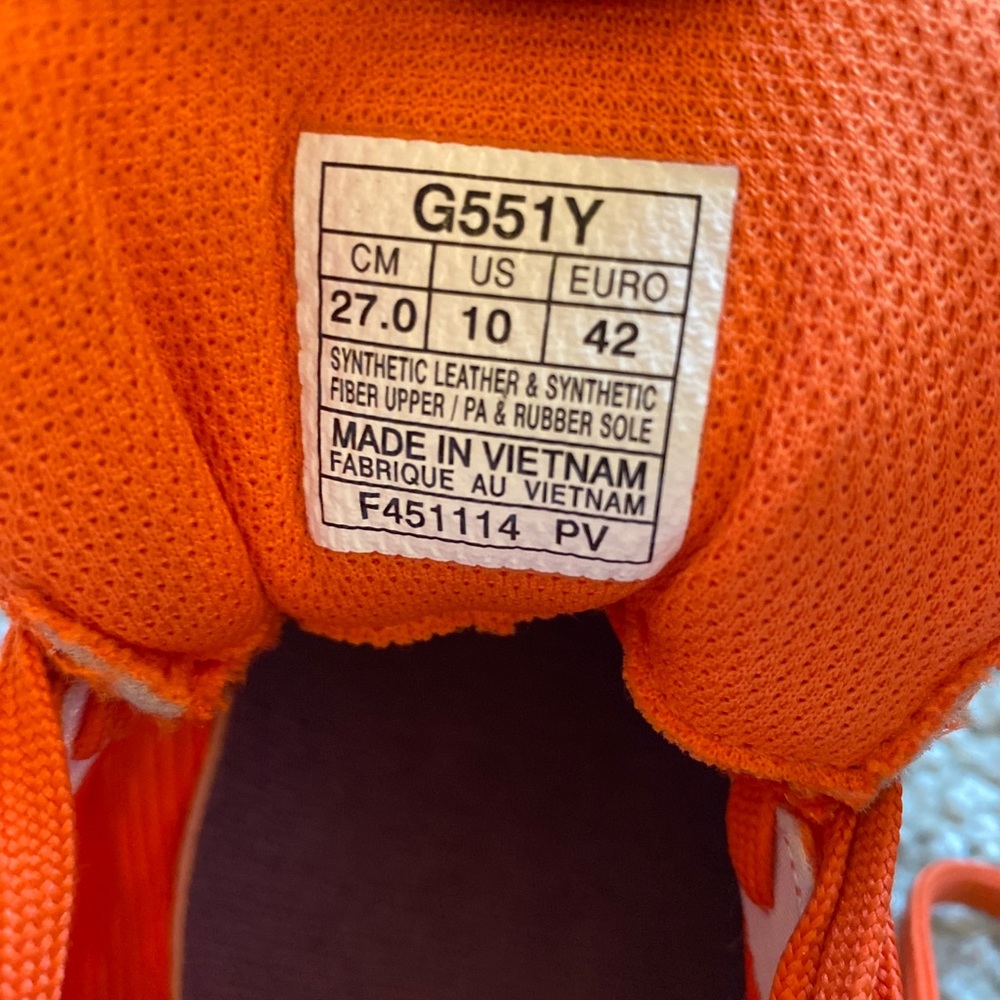 G551Y
CM US EURO
27.0 10 42
SYNTHETIC LEATHER & SYNTHETIC
FIBER UPPER / PA & RUBBER SOLE
MADE IN VIETNAM
FABRIQUE AU VIETNAM
F451114 PV